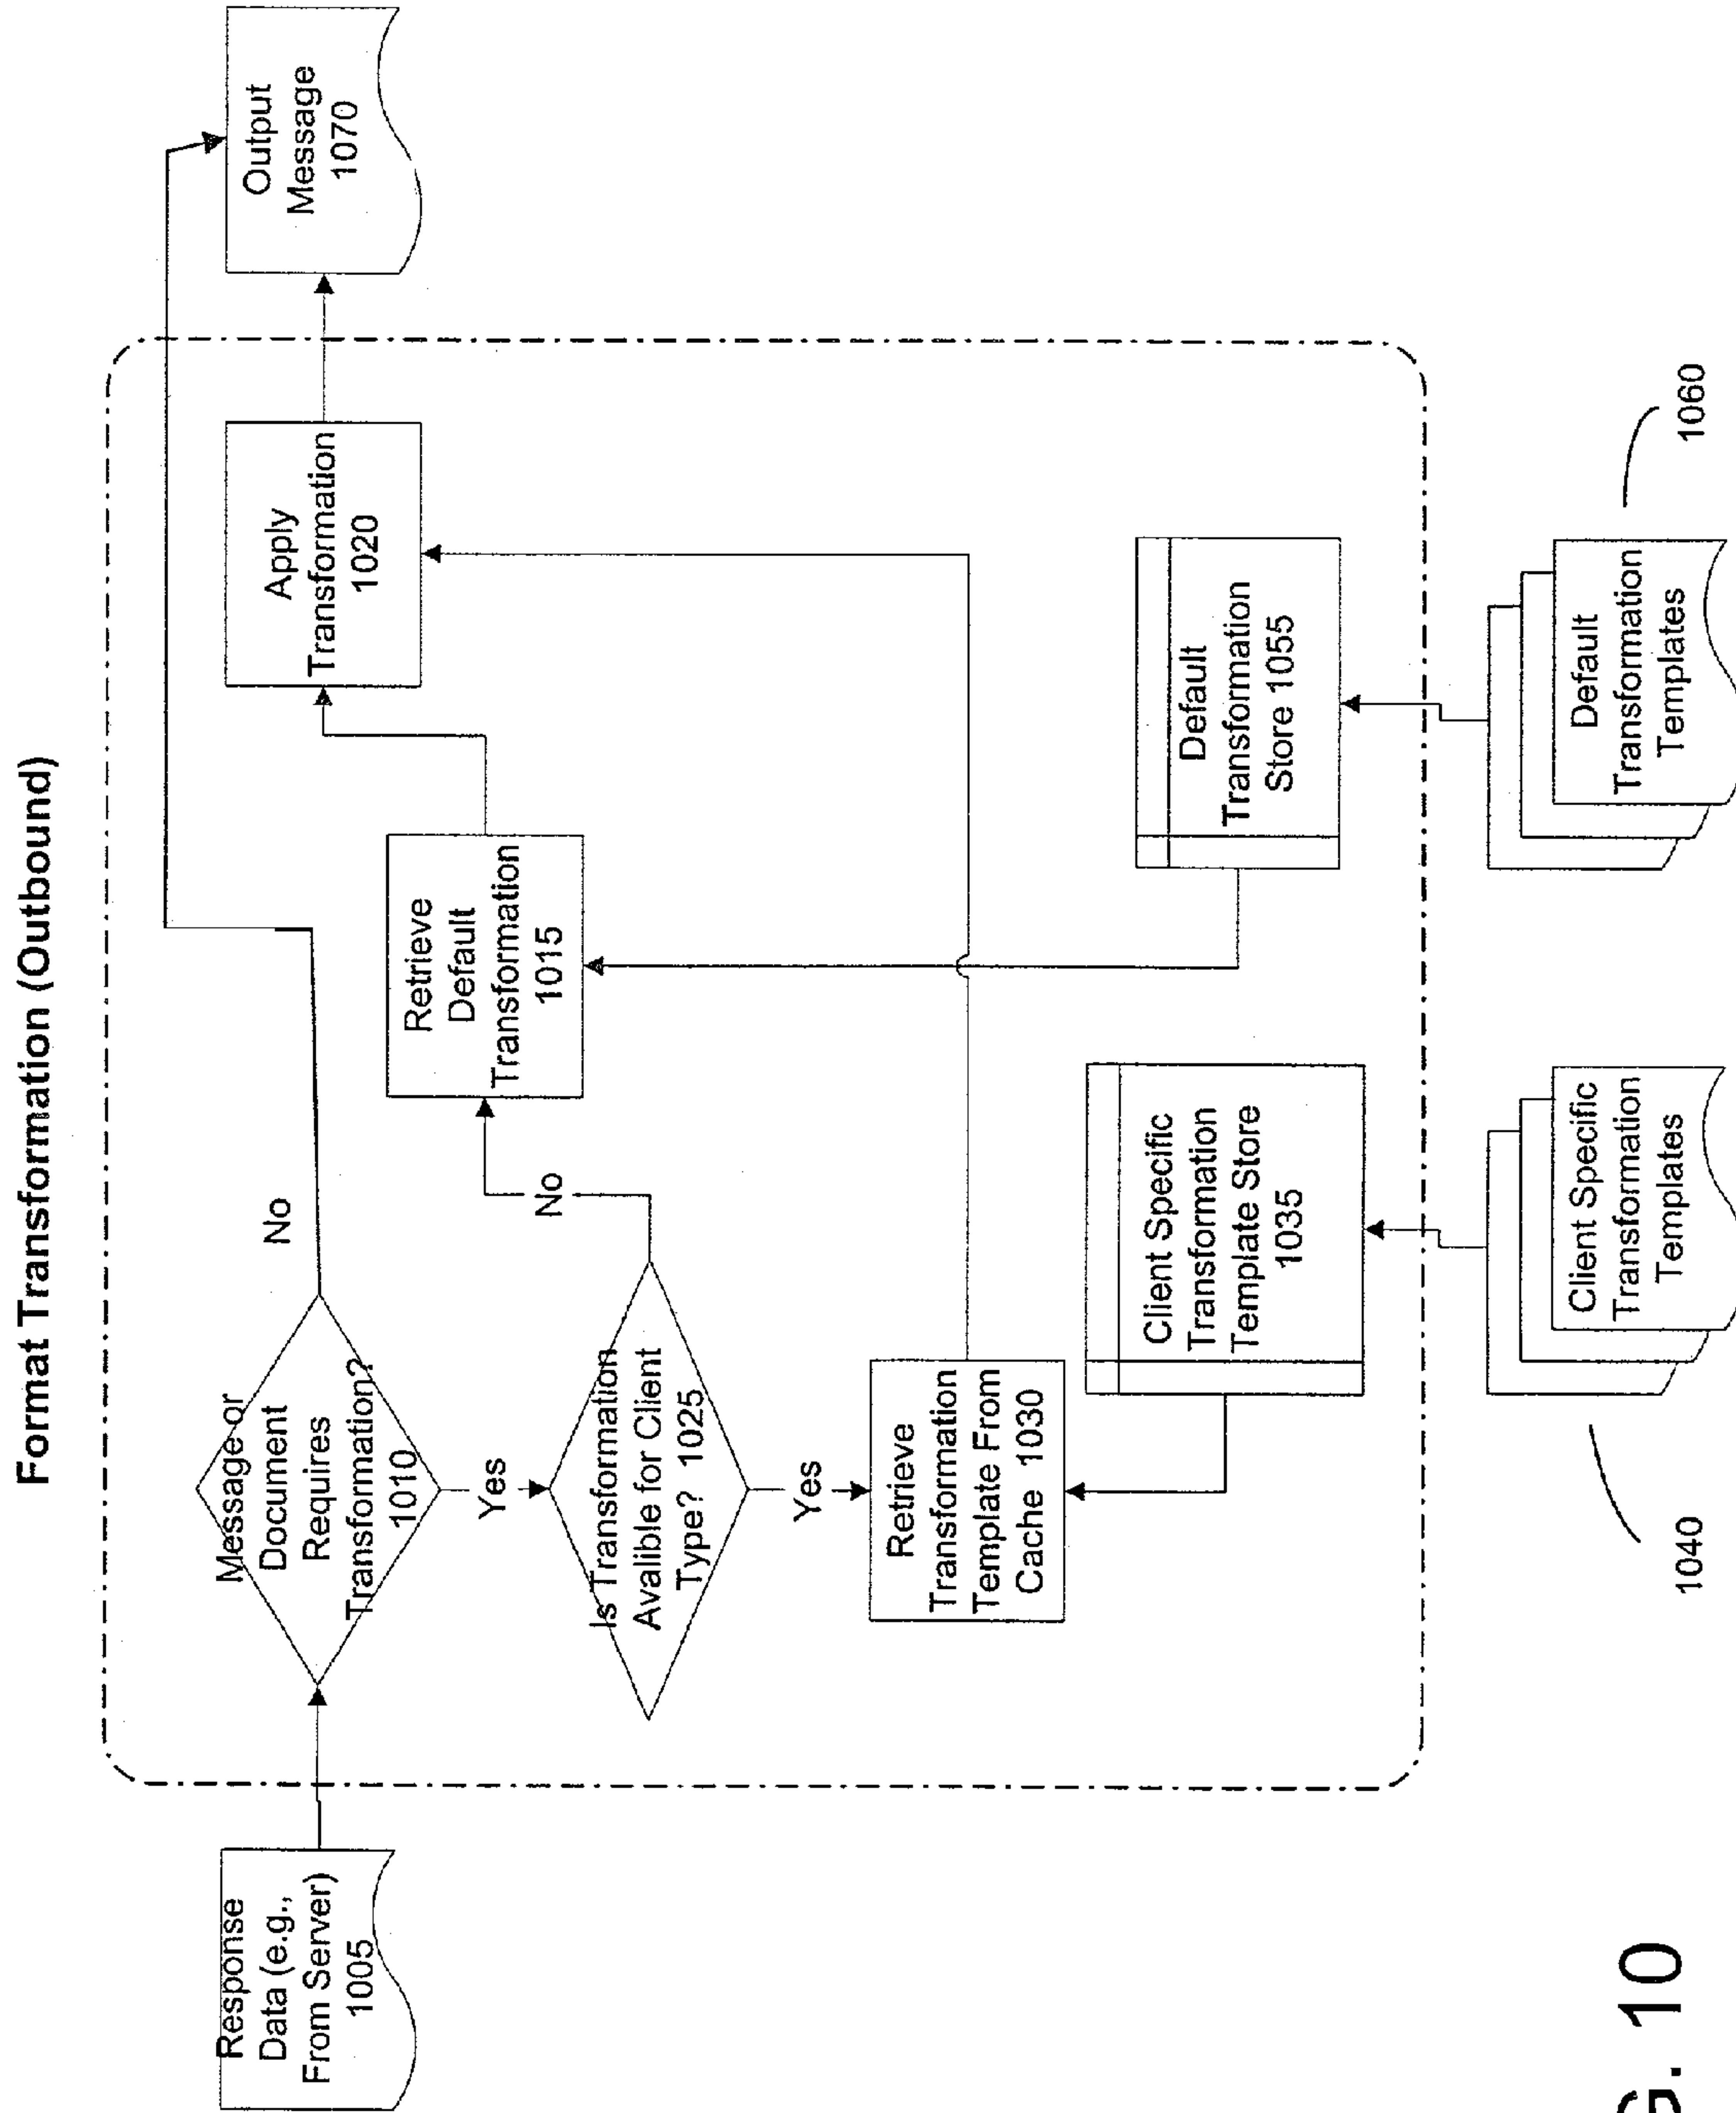 Format Transformation (Outbound)
Response
Data (e.g.,
From Server)
1005
Message or
Document
Requires
Transformation?
1010
No
Output
Message
1070
Yes
Is Transformation
Avalible for Client
Type? 1025
No
Retrieve
Default
Transformation
1015
Apply
Transformation
1020
Yes
Retrieve
Transformation
Template From
Cache 1030
Client Specific
Transformation
Template Store
1035
Default
Transformation
Store 1055
Client Specific
Transformation
Templates
1040
Default
Transformation
Templates
1060
G. 10